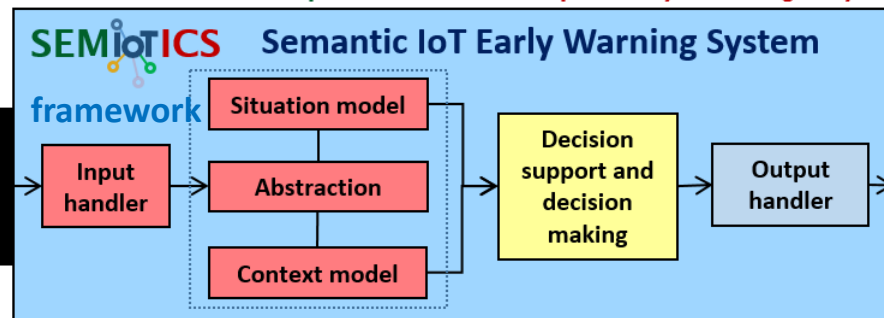 SEMIoTICS Semantic IoT Early Warning System
framework
Situation model
Input
handler
Abstraction
Context model
Decision
support and
decision
making
Output
handler